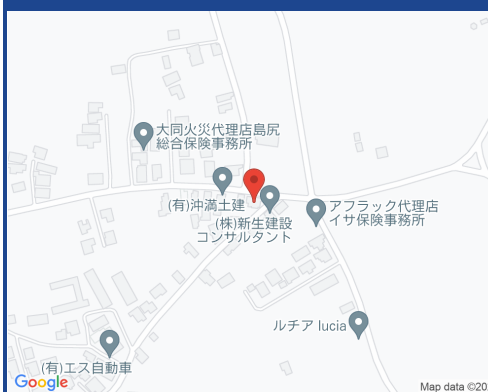 大同火災代理店島尻
総合保険事務所
(有)沖満土建
(株)新生建設
コンサルタント
アフラック代理店
イサ保険事務所
ルチア lucia
(有)エス自動車
Google
Map data ©20